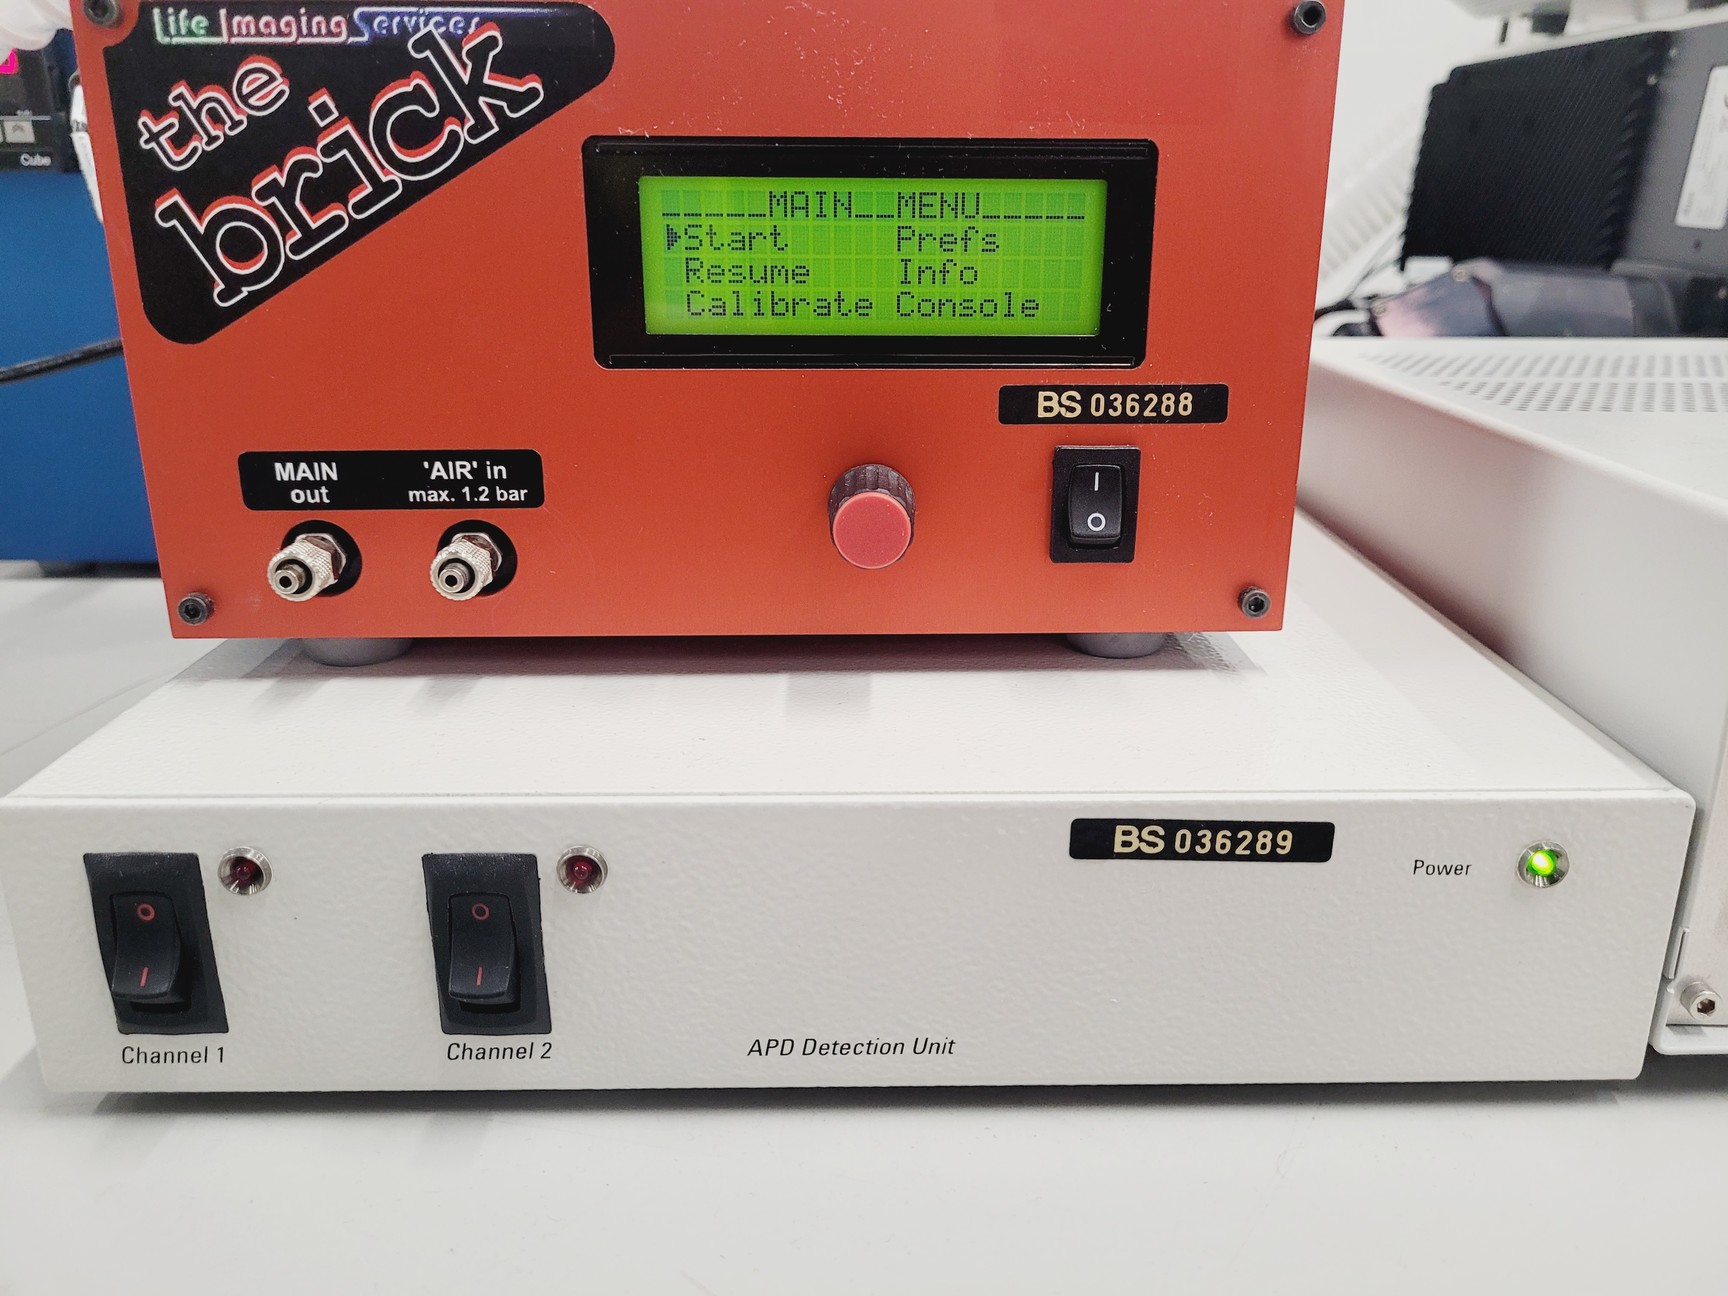 Life Imaging Services
the
brick
Cube
_____MAIN__MENU_____
Start Prefs
Resume Info
Calibrate Console
BS 036288
MAIN out
'AIR' in max. 1.2 bar
I
O
BS 036289
Power
O
I
O
I
Channel 1
Channel 2
APD Detection Unit